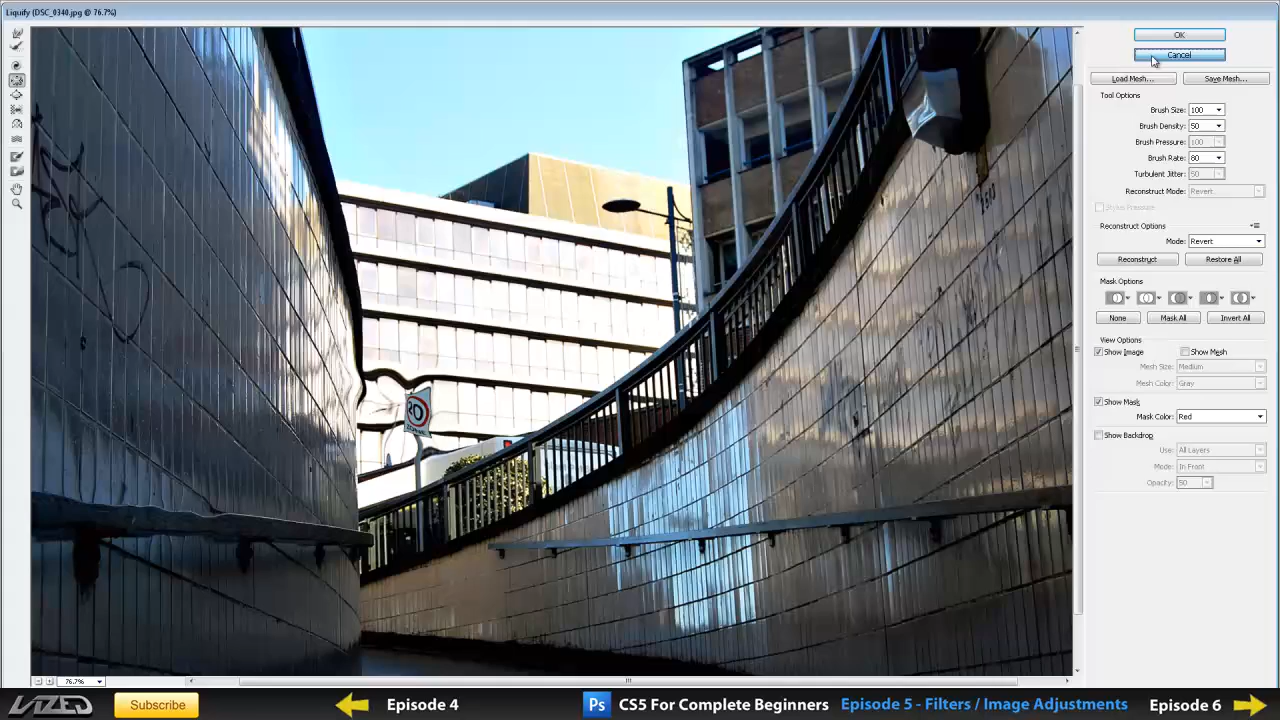 Liquify (DSC_0340.jpg @ 76.7%)
OK
Cancel
Load Mesh... Save Mesh...
Tool Options
Brush Size: 100
Brush Density: 50
Brush Pressure: 100
Brush Rate: 80
Turbulent Jitter: 50
Reconstruct Mode: Revert
Stylus Pressure
Reconstruct Options
Mode: Revert
Reconstruct Restore All
Mask Options
None Mask All Invert All
View Options
Show Image Show Mesh
Mesh Size: Medium
Mesh Color: Gray
Show Mask
Mask Color: Red
Show Backdrop
Use: All Layers
Mode: In Front
Opacity: 50
76.7%
VIZED Subscribe Episode 4 Ps CS5 For Complete Beginners Episode 5 - Filters / Image Adjustments Episode 6